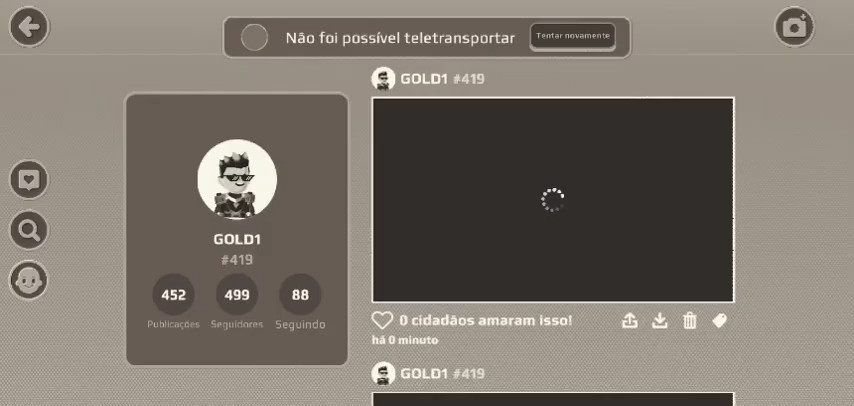 Não foi possível teletransportar
Tentar novamente
GOLD1 #419
GOLD1
#419
452
499
88
Publicações
Seguidores
Seguindo
0 cidadãos amaram isso!
há 0 minuto
GOLD1 #419